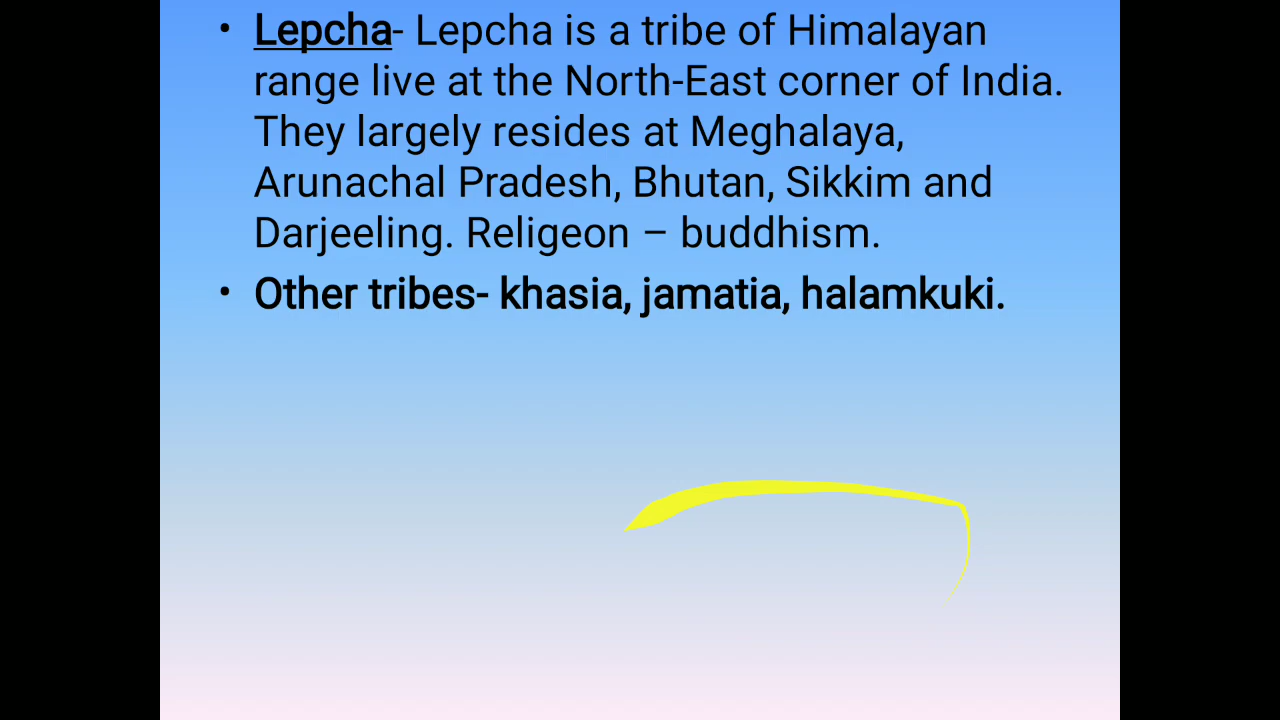 • Lepcha- Lepcha is a tribe of Himalayan
range live at the North-East corner of India.
They largely resides at Meghalaya,
Arunachal Pradesh, Bhutan, Sikkim and
Darjeeling. Religeon – buddhism.
• Other tribes- khasia, jamatia, halamkuki.